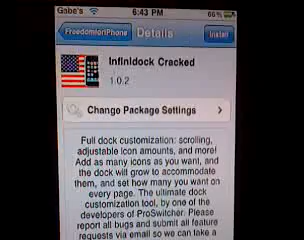 Gabe's 6:43 PM 66%
FreedomforiPhone Details Install
Infinidock Cracked
1.0.2
Change Package Settings
Full dock customization: scrolling,
adjustable icon amounts, and more!
Add as many icons as you want, and
the dock will grow to accommodate
them, and set how many you want on
every page. The ultimate dock
customization tool, by one of the
developers of ProSwitcher. Please
report all bugs and submit all feature
requests via email so we can take a